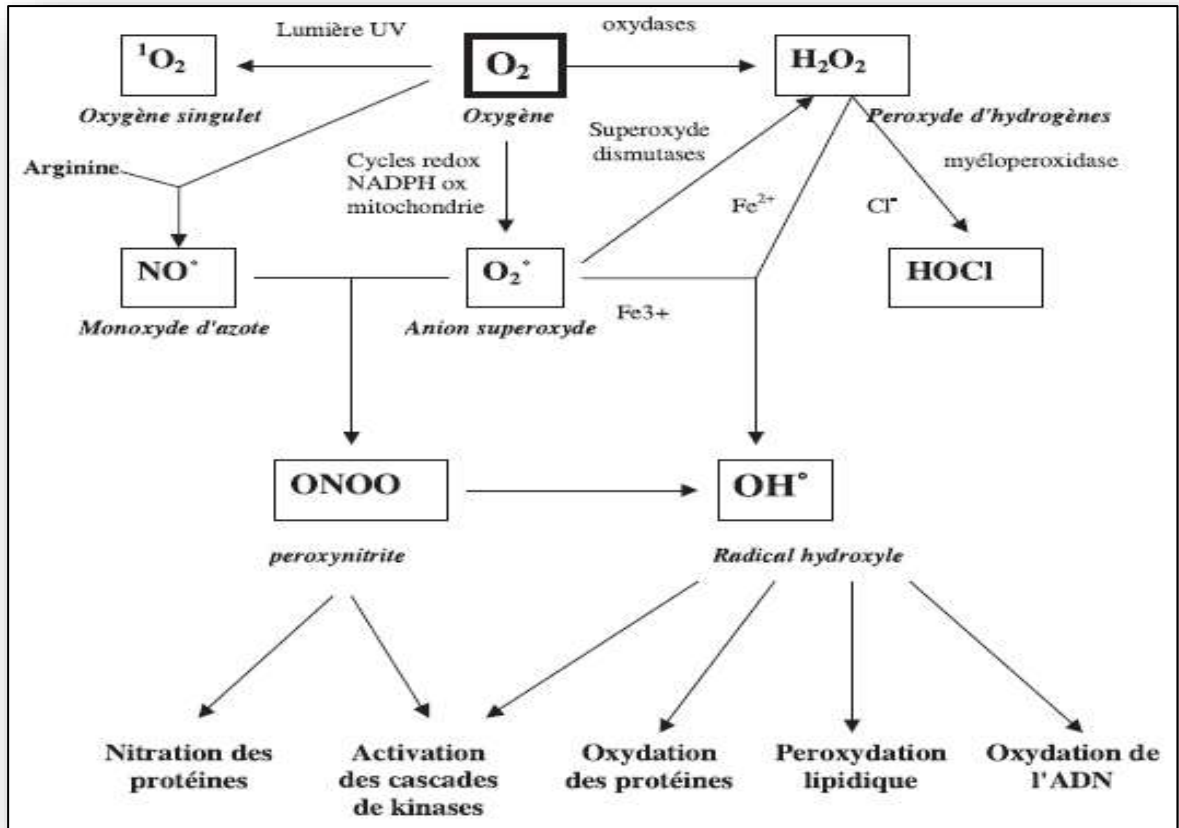 Lumière UV
oxydases
¹O₂
O₂
H₂O₂
Oxygène singulet
Oxygène
Peroxyde d'hydrogènes
Superoxyde
dismutases
Arginine
Cycles redox
NADPH ox
mitochondrie
myéloperoxidase
Fe²⁺
Cl⁻
NO°
O₂°
HOCl
Monoxyde d'azote
Anion superoxyde
Fe3+
ONOO
OH°
peroxynitrite
Radical hydroxyle
Nitration des
protéines
Activation
des cascades
de kinases
Oxydation
des protéines
Peroxydation
lipidique
Oxydation de
l'ADN